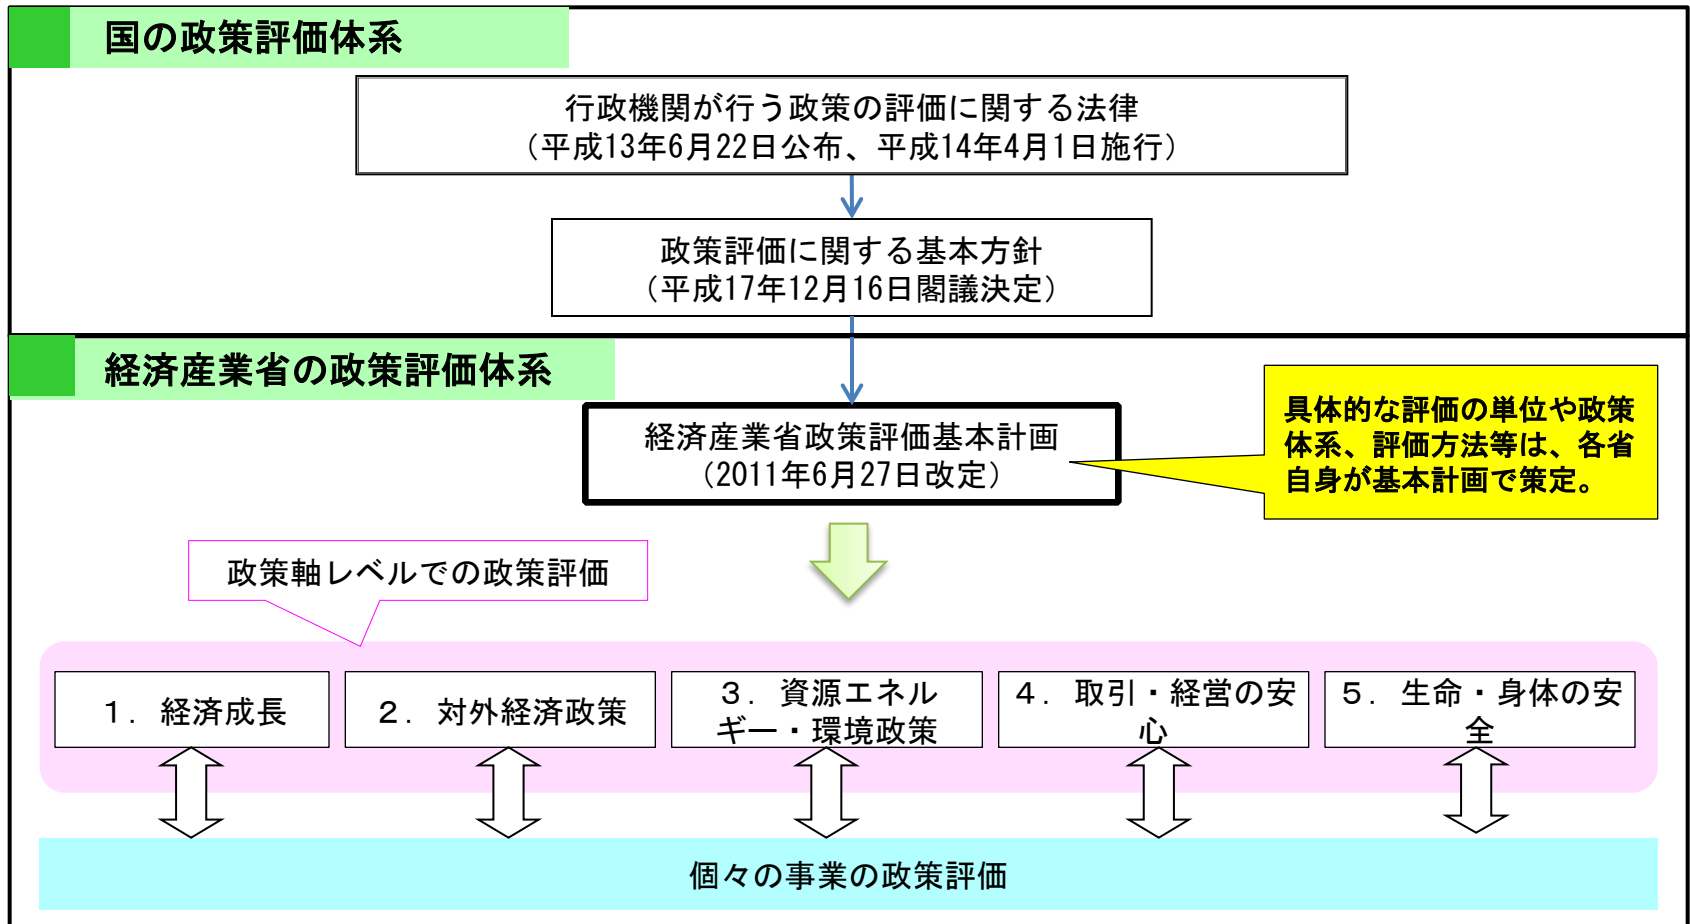 国の政策評価体系
行政機関が行う政策の評価に関する法律
（平成13年6月22日公布、平成14年4月1日施行）
政策評価に関する基本方針
（平成17年12月16日閣議決定）
経済産業省の政策評価体系
経済産業省政策評価基本計画
（2011年6月27日改定）
具体的な評価の単位や政策
体系、評価方法等は、各省
自身が基本計画で策定。
政策軸レベルでの政策評価
１．経済成長
２．対外経済政策
３．資源エネル
ギー・環境政策
４．取引・経営の安
心
５．生命・身体の安
全
個々の事業の政策評価